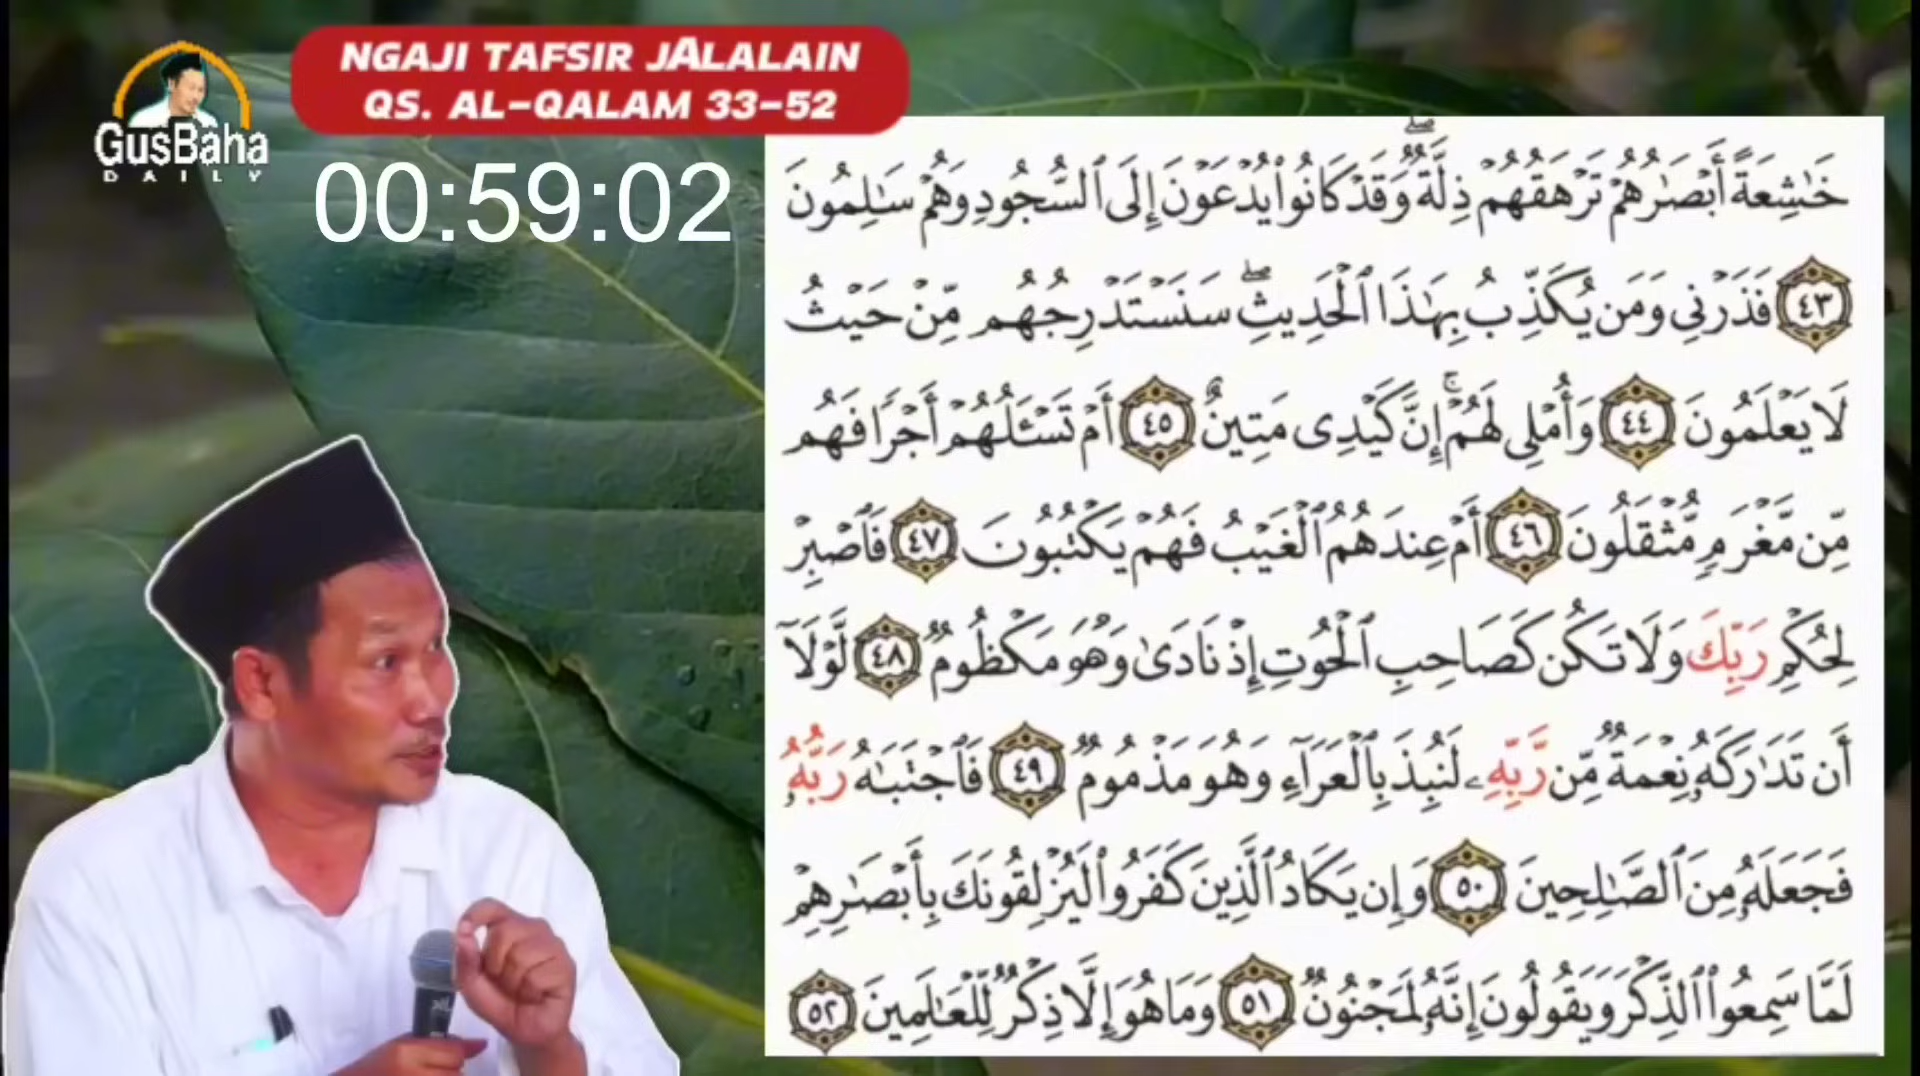 NGAJI TAFSIR JALALAIN
QS. AL-QALAM 33-52
GusBaha
DAILY
00:59:02
خَٰشِعَةً أَبْصَٰرُهُمْ تَرْهَقُهُمْ ذِلَّةٌ ۖ وَقَدْ كَانُوا۟ يُدْعَوْنَ إِلَى ٱلسُّجُودِ وَهُمْ سَٰلِمُونَ
٤٣ فَذَرْنِى وَمَن يُكَذِّبُ بِهَٰذَا ٱلْحَدِيثِ ۖ سَنَسْتَدْرِجُهُم مِّنْ حَيْثُ
لَا يَعْلَمُونَ ٤٤ وَأُمْلِى لَهُمْ ۚ إِنَّ كَيْدِى مَتِينٌ ٤٥ أَمْ تَسْـَٔلُهُمْ أَجْرًا فَهُم
مِّن مَّغْرَمٍ مُّثْقَلُونَ ٤٦ أَمْ عِندَهُمُ ٱلْغَيْبُ فَهُمْ يَكْتُبُونَ ٤٧ فَٱصْبِرْ
لِحُكْمِ رَبِّكَ وَلَا تَكُن كَصَاحِبِ ٱلْحُوتِ إِذْ نَادَىٰ وَهُوَ مَكْظُومٌ ٤٨ لَّوْلَآ
أَن تَدَٰرَكَهُۥ نِعْمَةٌ مِّن رَّبِّهِۦ لَنُبِذَ بِٱلْعَرَآءِ وَهُوَ مَذْمُومٌ ٤٩ فَٱجْتَبَٰهُ رَبُّهُۥ
فَجَعَلَهُۥ مِنَ ٱلصَّٰلِحِينَ ٥٠ وَإِن يَكَادُ ٱلَّذِينَ كَفَرُوا۟ لَيُزْلِقُونَكَ بِأَبْصَٰرِهِمْ
لَمَّا سَمِعُوا۟ ٱلذِّكْرَ وَيَقُولُونَ إِنَّهُۥ لَمَجْنُونٌ ٥١ وَمَا هُوَ إِلَّا ذِكْرٌ لِّلْعَٰلَمِينَ ٥٢